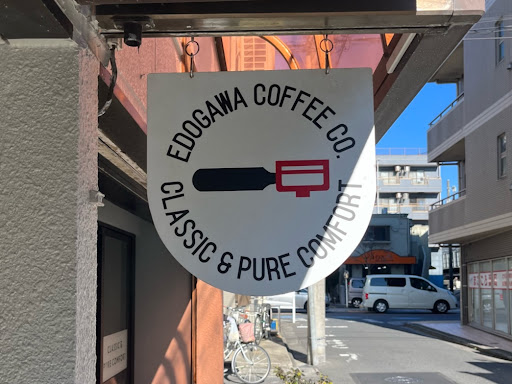 EDOGAWA COFFEE CO.
CLASSIC & PURE COMFORT